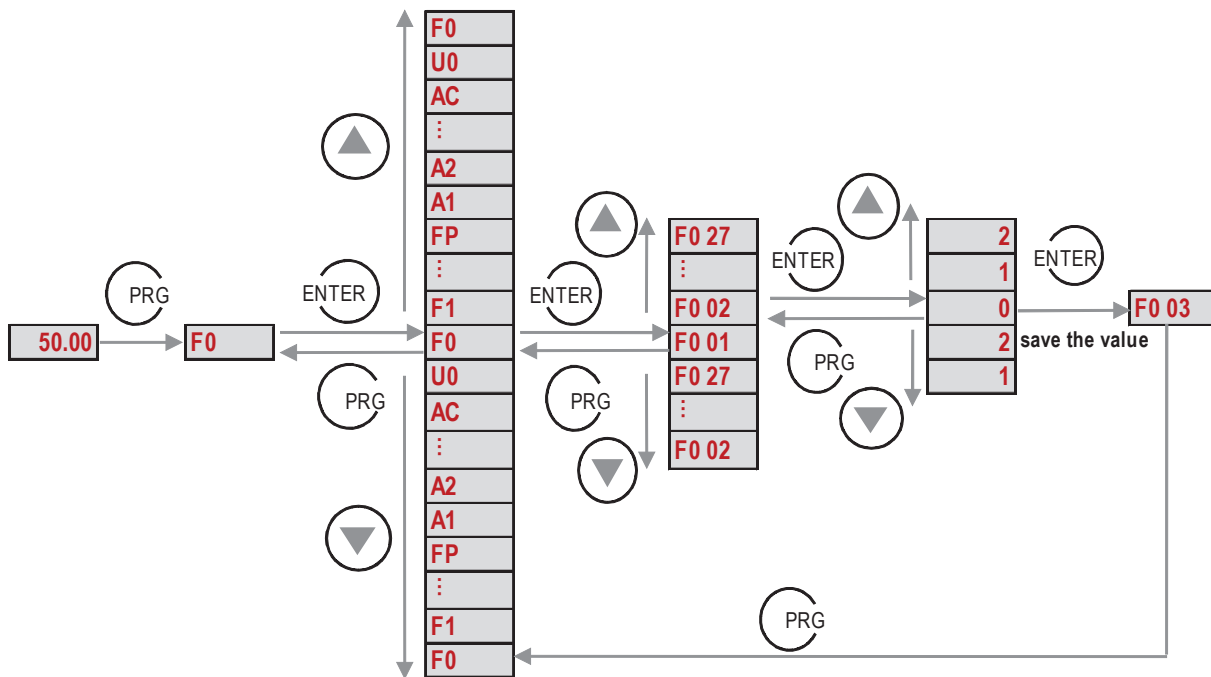 50.00
PRG
F0
ENTER
PRG
F0
U0
AC
⋮
A2
A1
FP
⋮
F1
F0
U0
AC
⋮
A2
A1
FP
⋮
F1
F0
ENTER
PRG
F0 27
⋮
F0 02
F0 01
F0 27
⋮
F0 02
ENTER
PRG
2
1
0
2
1
ENTER
save the value
F0 03
PRG